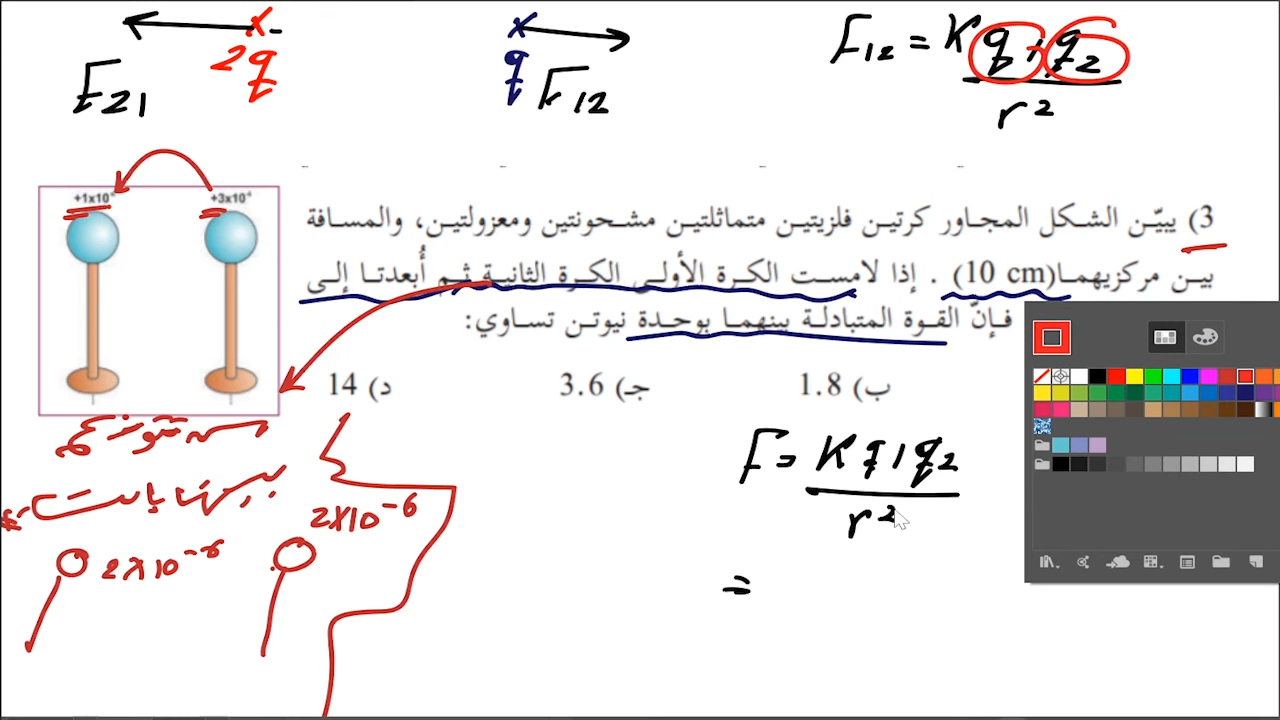 F21
2q
q
F12
F12 = K q1 q2
r²
+1x10
+3x10
3) يبيّن الشكل المجاور كرتين فلزيتين متماثلتين مشحونتين ومعزولتين، والمسافة
بين مركزيهما (10 cm) . إذا لامست الكرة الأولى الكرة الثانية ثم أُبعدتا إلى
فإنّ القوة المتبادلة بينهما بوحدة نيوتن تساوي:
ب) 1.8
جـ) 3.6
د) 14
F = K q1 q2
r²
=
2x10⁻⁶
2x10⁻⁶